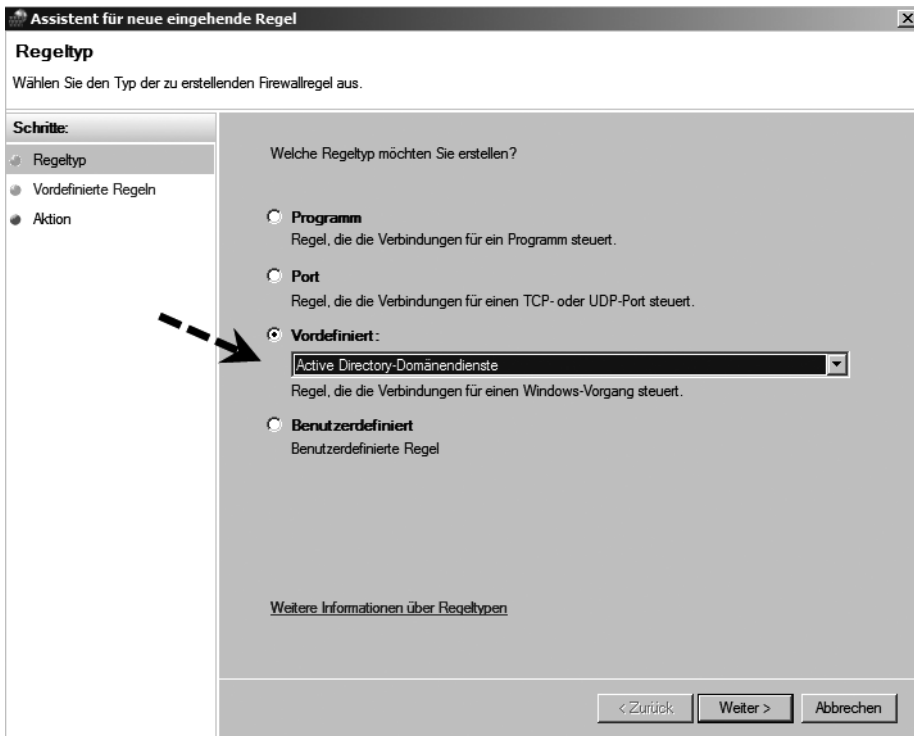 Assistent für neue eingehende Regel
Regeltyp
Wählen Sie den Typ der zu erstellenden Firewallregel aus.
Schritte:
Regeltyp
Vordefinierte Regeln
Aktion
Welche Regeltyp möchten Sie erstellen?
Programm
Regel, die die Verbindungen für ein Programm steuert.
Port
Regel, die die Verbindungen für einen TCP- oder UDP-Port steuert.
Vordefiniert:
Active Directory-Domänendienste
Regel, die die Verbindungen für einen Windows-Vorgang steuert.
Benutzerdefiniert
Benutzerdefinierte Regel
Weitere Informationen über Regeltypen
< Zurück Weiter > Abbrechen